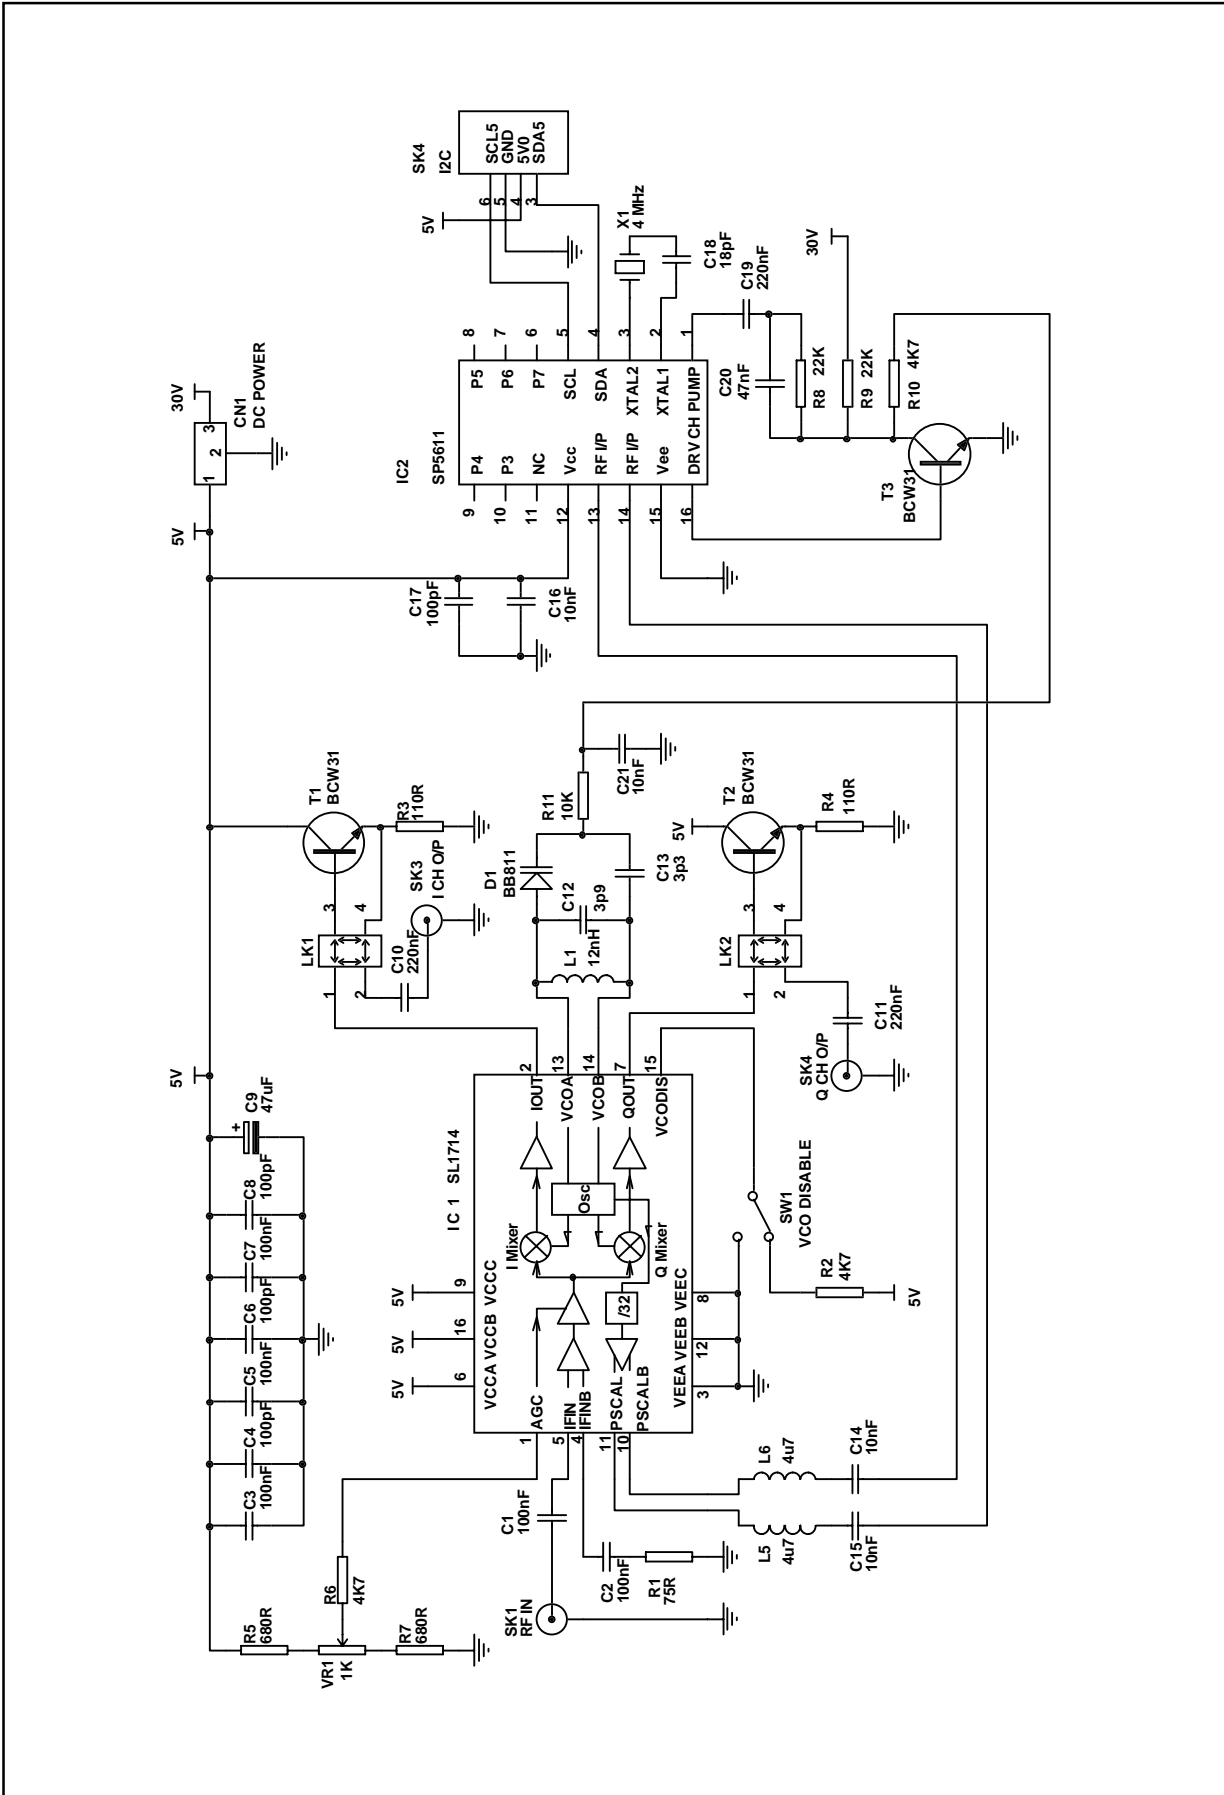 5V
30V
1 2 3
CN1
DC POWER
5V
C3
100nF
C4
100pF
C5
100nF
C6
100pF
C7
100nF
C8
100pF
C9
47uF
+
R5
680R
VR1
1K
R7
680R
R6
4K7
SK1
RF IN
C1
100nF
C2
100nF
R1
75R
IC 1 SL1714
5V
5V
5V
6
16
9
VCCA VCCB VCCC
1
AGC
5
IFIN
4
IFINB
11
PSCAL
10
PSCALB
I Mixer
Osc
Q Mixer
/32
2
IOUT
13
VCOA
14
VCOB
7
QOUT
15
VCODIS
VEEA VEEB VEEC
3
12
8
L5
4u7
L6
4u7
C15
10nF
C14
10nF
SW1
VCO DISABLE
R2
4K7
5V
LK1
1
2
3
4
C10
220nF
T1
BCW31
R3
110R
SK3
I CH O/P
L1
12nH
C12
3p9
D1
BB811
C13
3p3
R11
10K
C21
10nF
LK2
1
2
3
4
5V
T2
BCW31
R4
110R
SK4
Q CH O/P
C11
220nF
C17
100pF
C16
10nF
IC2
SP5611
9
P4
P5
8
10
P3
P6
7
11
NC
P7
6
12
Vcc
SCL
5
13
RF I/P
SDA
4
14
RF I/P
XTAL2
3
15
Vee
XTAL1
2
16
DRV CH PUMP
1
SK4
I2C
SCL5
GND
5V0
SDA5
6
5
4
3
5V
X1
4 MHz
C18
18pF
C19
220nF
C20
47nF
R8 22K
R9 22K
R10 4K7
30V
T3
BCW31